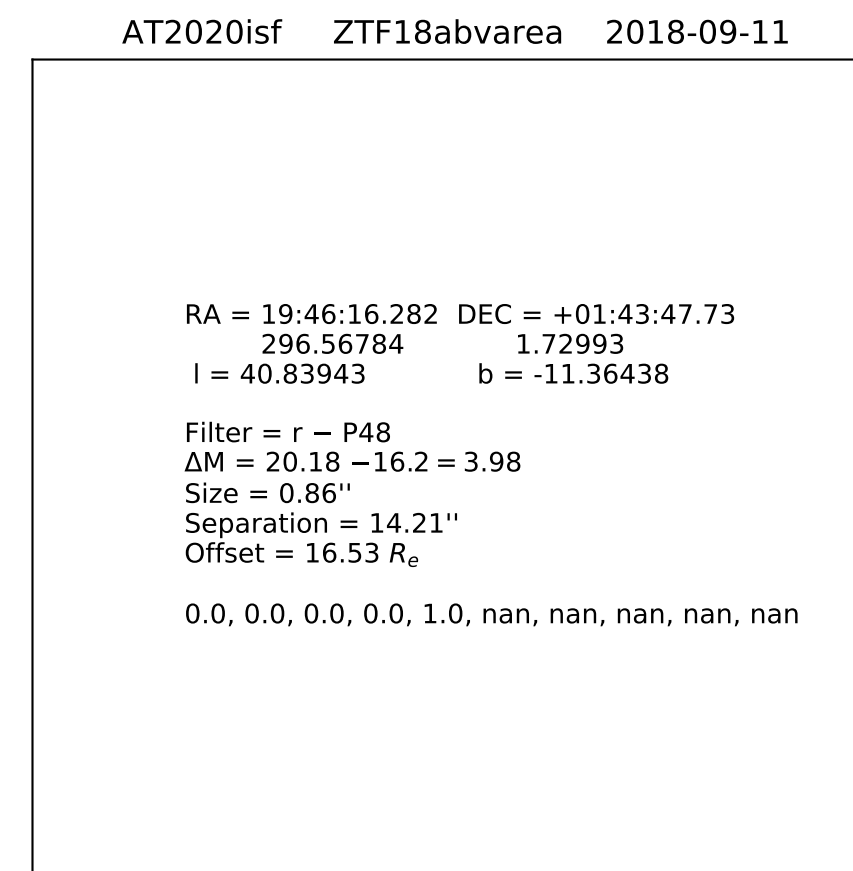 AT2020isf ZTF18abvarea 2018-09-11
RA = 19:46:16.282 DEC = +01:43:47.73
296.56784 1.72993
l = 40.83943 b = -11.36438
Filter = r − P48
ΔM = 20.18 −16.2 = 3.98
Size = 0.86''
Separation = 14.21''
Offset = 16.53 Rₑ
0.0, 0.0, 0.0, 0.0, 1.0, nan, nan, nan, nan, nan